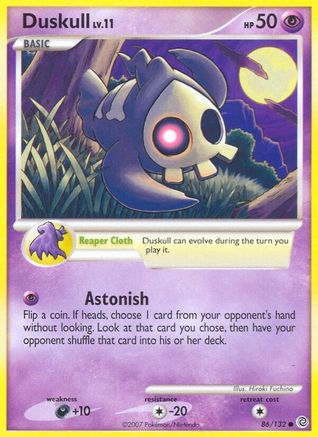 Duskull LV.11
HP 50
BASIC
Reaper Cloth
Duskull can evolve during the turn you
play it.
Astonish
Flip a coin. If heads, choose 1 card from your opponent's hand
without looking. Look at that card you chose, then have your
opponent shuffle that card into his or her deck.
Illus. Hiroki Fuchino
weakness
+10
resistance
-20
retreat cost
©2007 Pokémon/Nintendo
86/132